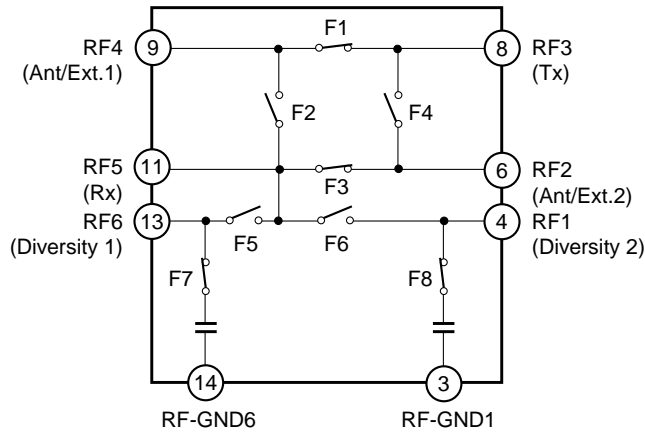 F1
RF4
9
8
RF3
(Ant/Ext.1)
(Tx)
F2
F4
RF5
11
6
RF2
(Rx)
F3
(Ant/Ext.2)
RF6
13
4
RF1
(Diversity 1)
F5
F6
(Diversity 2)
F7
F8
14
3
RF-GND6
RF-GND1